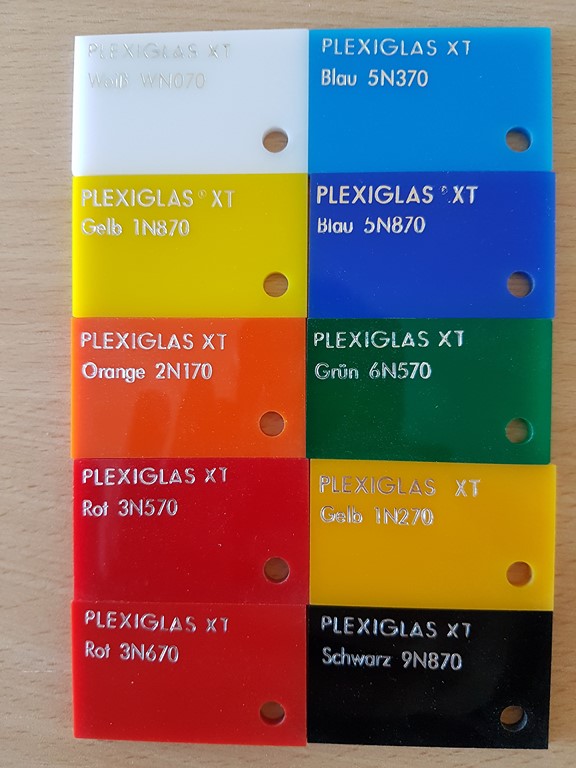 PLEXIGLAS XT
Weiß WN070
PLEXIGLAS XT
Blau 5N370
PLEXIGLAS® XT
Gelb 1N870
PLEXIGLAS® XT
Blau 5N870
PLEXIGLAS XT
Orange 2N170
PLEXIGLAS XT
Grün 6N570
PLEXIGLAS XT
Rot 3N570
PLEXIGLAS XT
Gelb 1N270
PLEXIGLAS XT
Rot 3N670
PLEXIGLAS XT
Schwarz 9N870